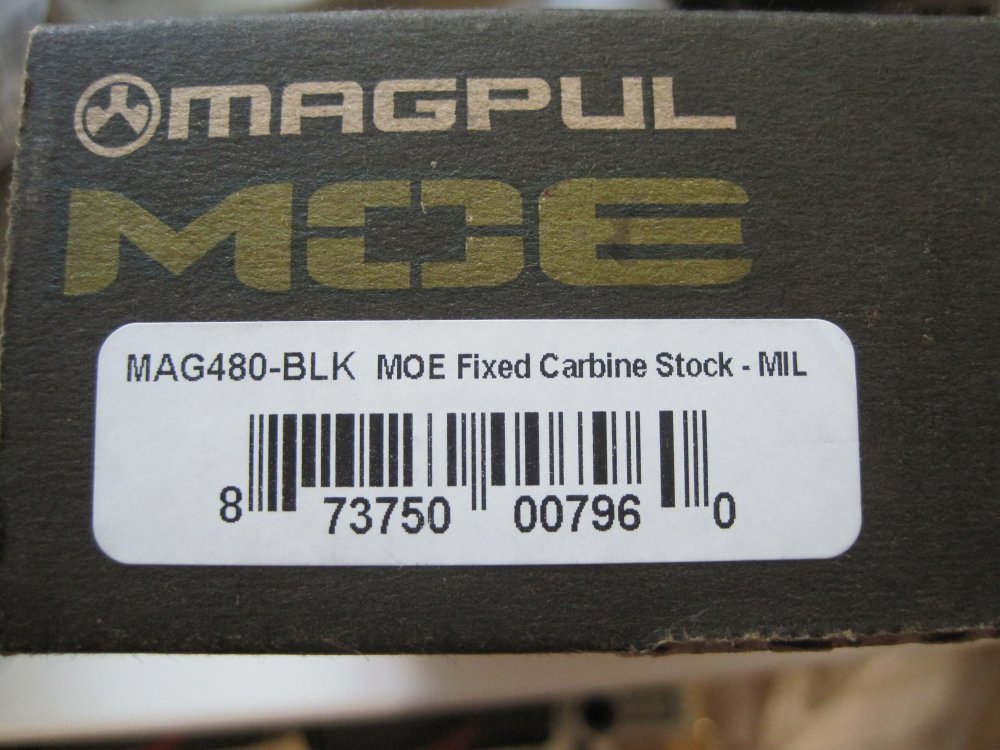 MAGPUL
MOE
MAG480-BLK MOE Fixed Carbine Stock - MIL
8 73750 00796 0